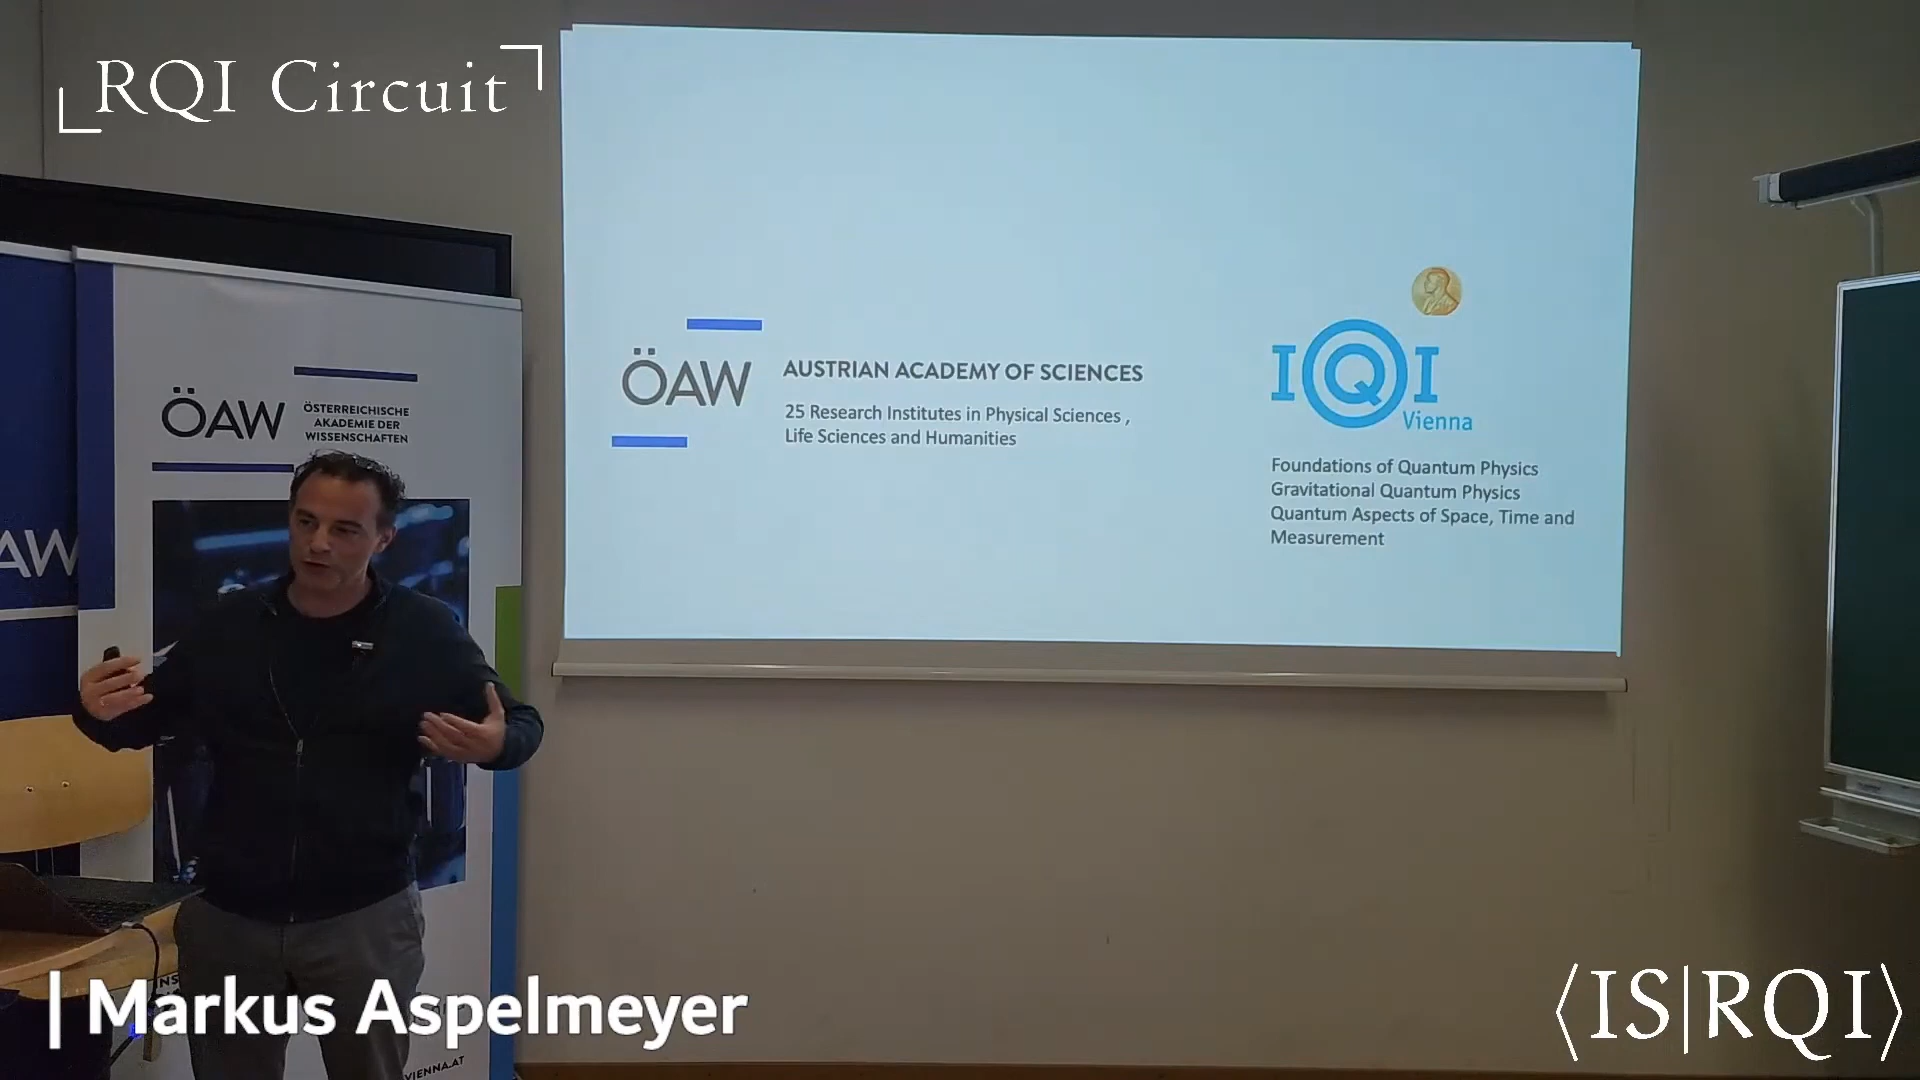 RQI Circuit
ÖAW
AUSTRIAN ACADEMY OF SCIENCES
25 Research Institutes in Physical Sciences ,
Life Sciences and Humanities
IQI
Vienna
Foundations of Quantum Physics
Gravitational Quantum Physics
Quantum Aspects of Space, Time and
Measurement
ÖAW
ÖSTERREICHISCHE
AKADEMIE DER
WISSENSCHAFTEN
AW
| Markus Aspelmeyer
VIENNA.AT
⟨IS|RQI⟩